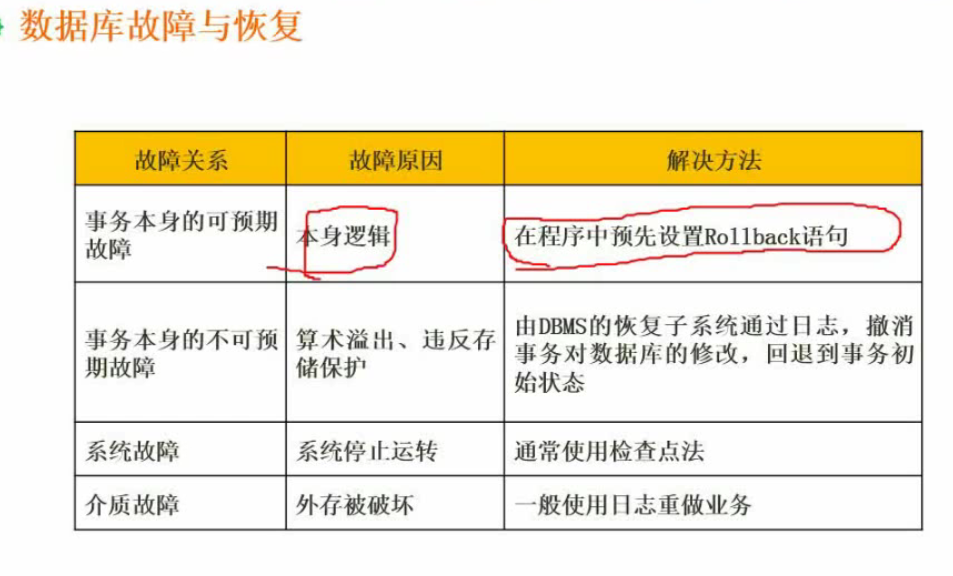 数据库故障与恢复
故障关系 故障原因 解决方法
事务本身的可预期
故障
本身逻辑
在程序中预先设置Rollback语句
事务本身的不可预
期故障
算术溢出、违反存
储保护
由DBMS的恢复子系统通过日志，撤消
事务对数据库的修改，回退到事务初
始状态
系统故障 系统停止运转 通常使用检查点法
介质故障 外存被破坏 一般使用日志重做业务